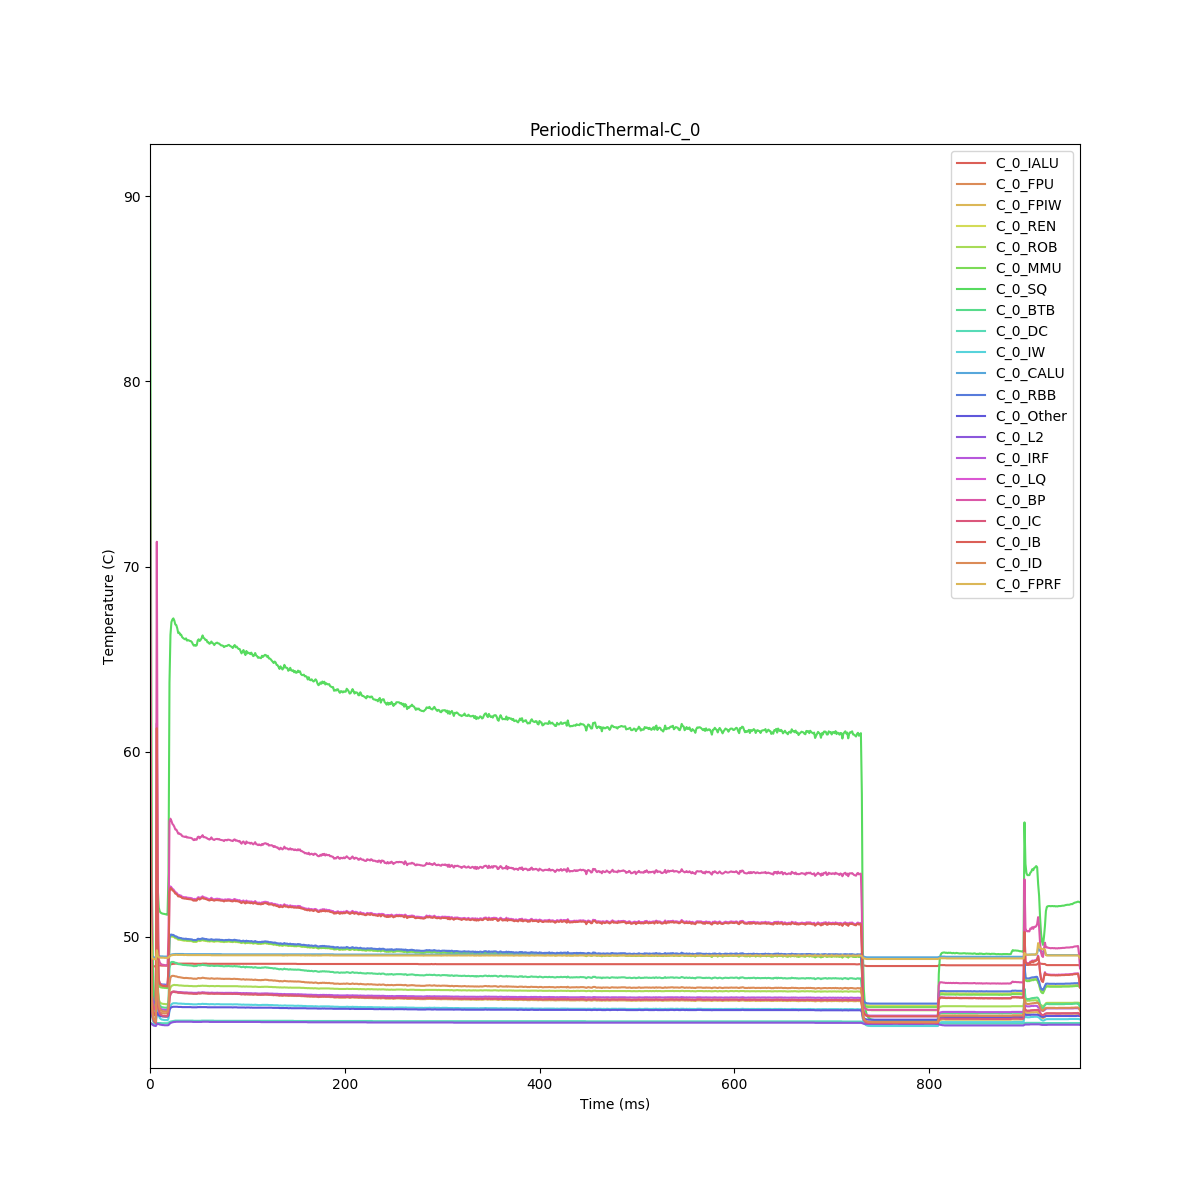 PeriodicThermal-C_0
C_0_IALU
C_0_FPU
C_0_FPIW
C_0_REN
C_0_ROB
C_0_MMU
C_0_SQ
C_0_BTB
C_0_DC
C_0_IW
C_0_CALU
C_0_RBB
C_0_Other
C_0_L2
C_0_IRF
C_0_LQ
C_0_BP
C_0_IC
C_0_IB
C_0_ID
C_0_FPRF
90
80
70
60
50
Temperature (C)
0 200 400 600 800
Time (ms)